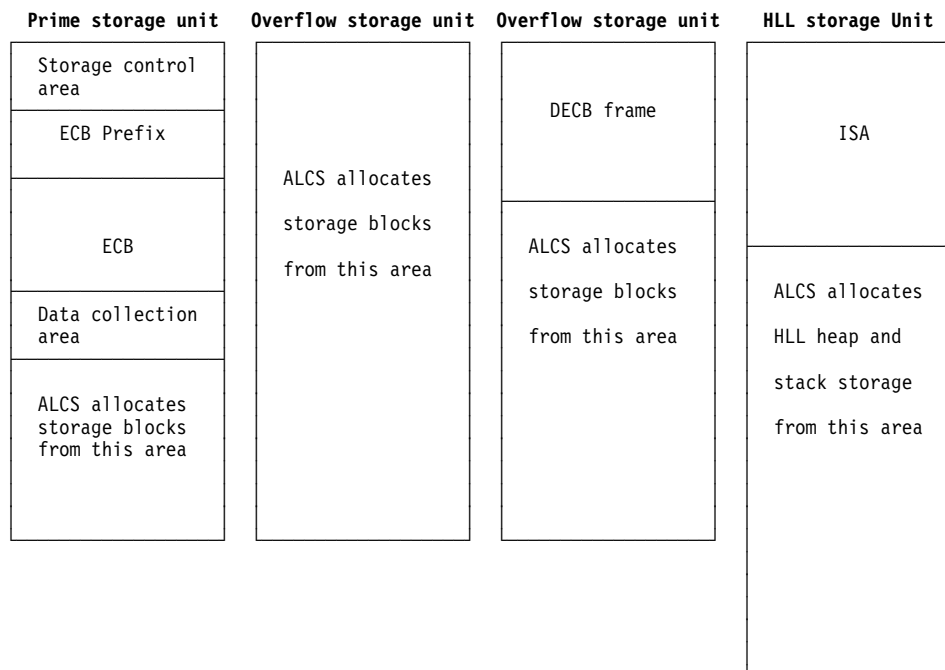 Prime storage unit
Overflow storage unit
Overflow storage unit
HLL storage Unit
Storage control
area
ECB Prefix
ECB
Data collection
area
ALCS allocates
storage blocks
from this area
ALCS allocates
storage blocks
from this area
DECB frame
ALCS allocates
storage blocks
from this area
ISA
ALCS allocates
HLL heap and
stack storage
from this area